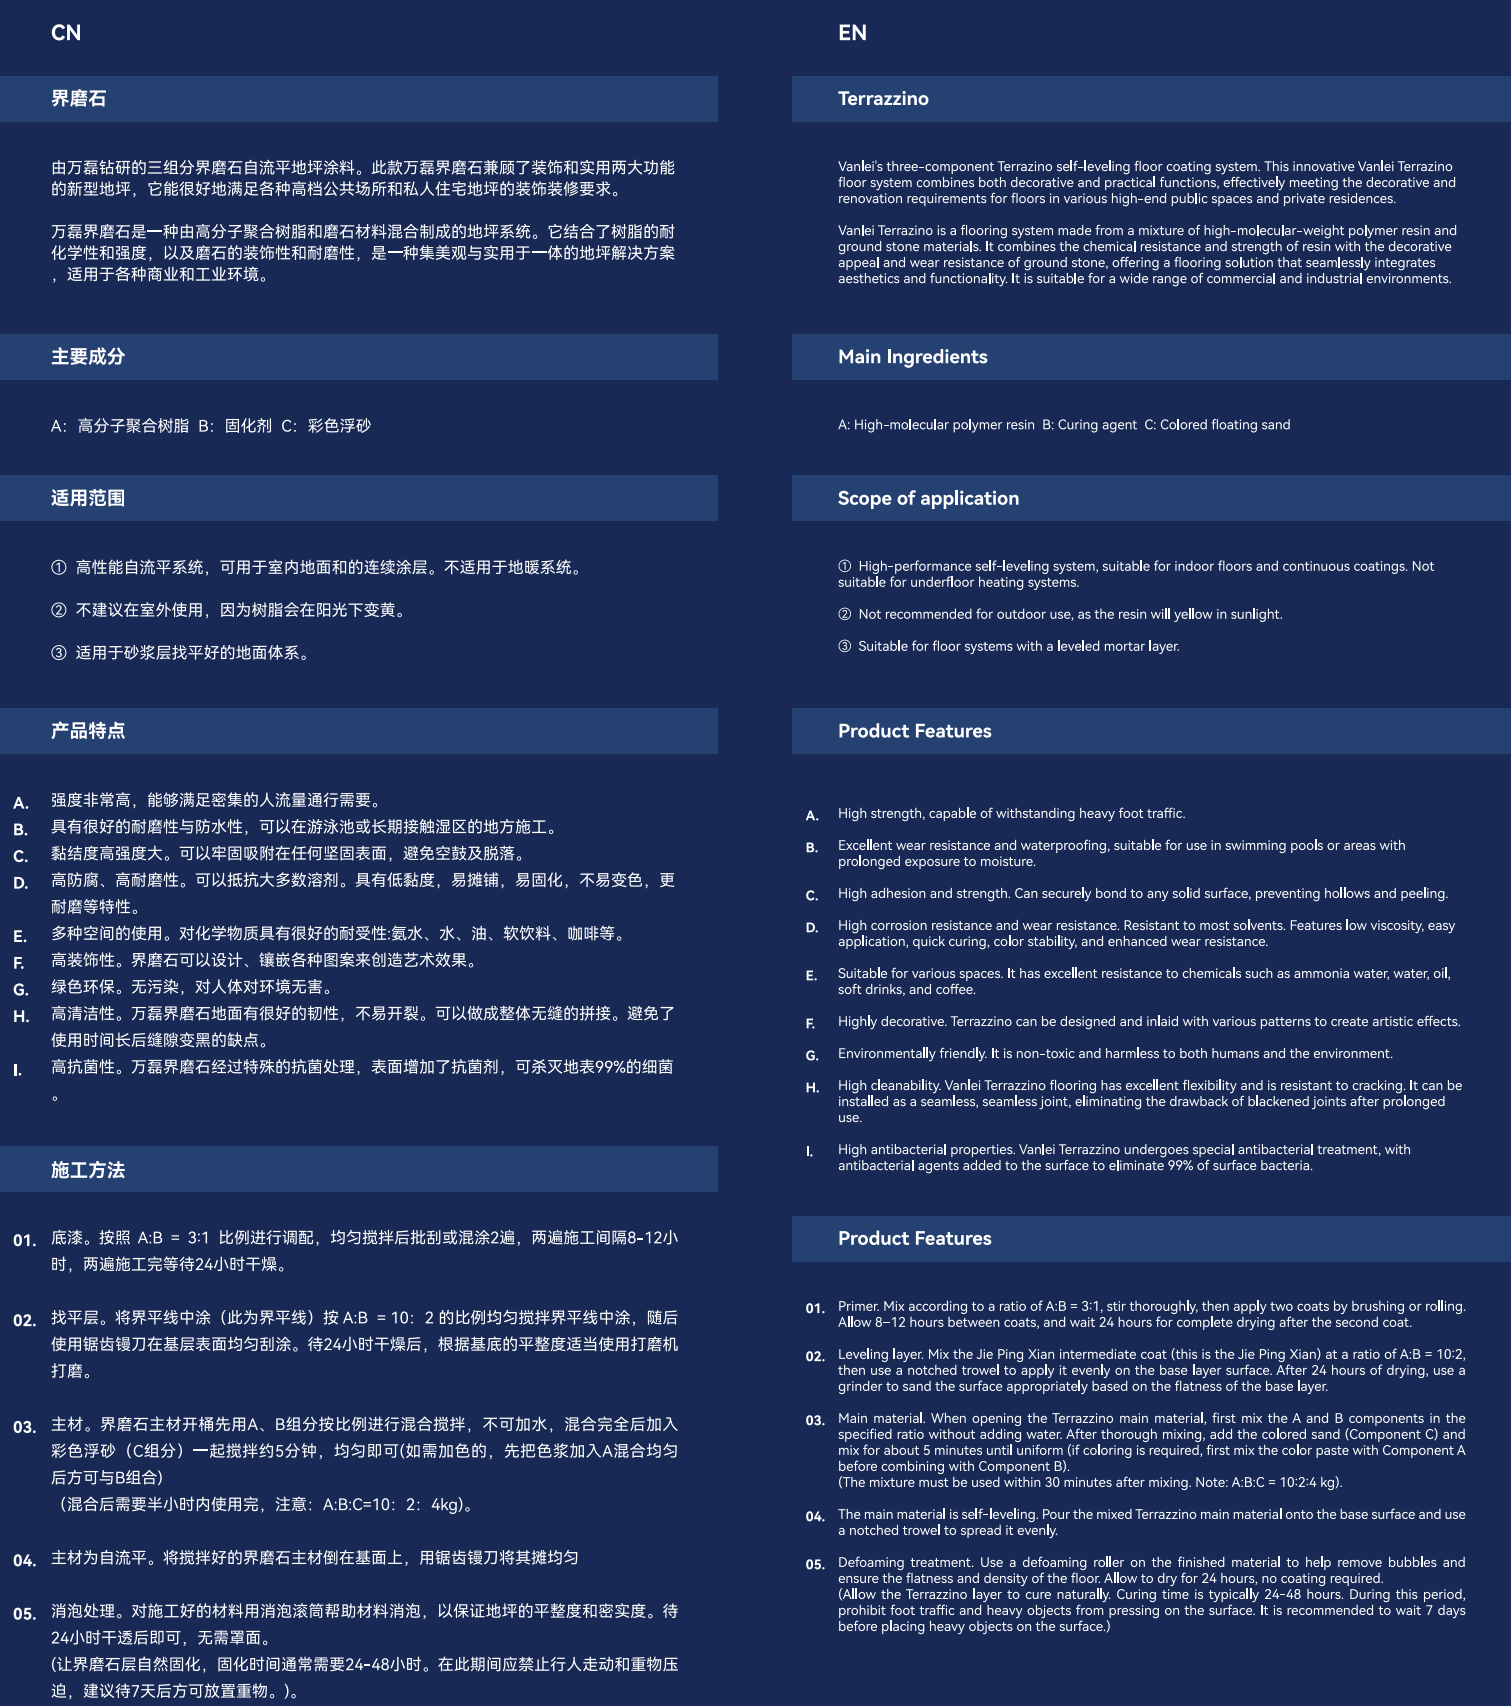 CN
界磨石
由万磊钻研的三组分界磨石自流平地坪涂料。此款万磊界磨石兼顾了装饰和实用两大功能
的新型地坪，它能很好地满足各种高档公共场所和私人住宅地坪的装饰装修要求。
万磊界磨石是一种由高分子聚合树脂和磨石材料混合制成的地坪系统。它结合了树脂的耐
化学性和强度，以及磨石的装饰性和耐磨性，是一种集美观与实用于一体的地坪解决方案
，适用于各种商业和工业环境。
主要成分
A：高分子聚合树脂 B：固化剂 C：彩色浮砂
适用范围
① 高性能自流平系统，可用于室内地面和的连续涂层。不适用于地暖系统。
② 不建议在室外使用，因为树脂会在阳光下变黄。
③ 适用于砂浆层找平好的地面体系。
产品特点
A. 强度非常高，能够满足密集的人流量通行需要。
B. 具有很好的耐磨性与防水性，可以在游泳池或长期接触湿区的地方施工。
C. 黏结度高强度大。可以牢固吸附在任何坚固表面，避免空鼓及脱落。
D. 高防腐、高耐磨性。可以抵抗大多数溶剂。具有低黏度，易摊铺，易固化，不易变色，更
耐磨等特性。
E. 多种空间的使用。对化学物质具有很好的耐受性:氨水、水、油、软饮料、咖啡等。
F. 高装饰性。界磨石可以设计、镶嵌各种图案来创造艺术效果。
G. 绿色环保。无污染，对人体对环境无害。
H. 高清洁性。万磊界磨石地面有很好的韧性，不易开裂。可以做成整体无缝的拼接。避免了
使用时间长后缝隙变黑的缺点。
I. 高抗菌性。万磊界磨石经过特殊的抗菌处理，表面增加了抗菌剂，可杀灭地表99%的细菌
。
施工方法
01. 底漆。按照 A:B = 3:1 比例进行调配，均匀搅拌后批刮或混涂2遍，两遍施工间隔8-12小
时，两遍施工完等待24小时干燥。
02. 找平层。将界平线中涂（此为界平线）按 A:B = 10：2 的比例均匀搅拌界平线中涂，随后
使用锯齿镘刀在基层表面均匀刮涂。待24小时干燥后，根据基底的平整度适当使用打磨机
打磨。
03. 主材。界磨石主材开桶先用A、B组分按比例进行混合搅拌，不可加水，混合完全后加入
彩色浮砂（C组分）一起搅拌约5分钟，均匀即可(如需加色的，先把色浆加入A混合均匀
后方可与B组合)
（混合后需要半小时内使用完，注意：A:B:C=10：2：4kg)。
04. 主材为自流平。将搅拌好的界磨石主材倒在基面上，用锯齿镘刀将其摊均匀
05. 消泡处理。对施工好的材料用消泡滚筒帮助材料消泡，以保证地坪的平整度和密实度。待
24小时干透后即可，无需罩面。
(让界磨石层自然固化，固化时间通常需要24-48小时。在此期间应禁止行人走动和重物压
迫，建议待7天后方可放置重物。)。
EN
Terrazzino
Vanlei's three-component Terrazino self-leveling floor coating system. This innovative Vanlei Terrazino
floor system combines both decorative and practical functions, effectively meeting the decorative and
renovation requirements for floors in various high-end public spaces and private residences.
Vanlei Terrazzino is a flooring system made from a mixture of high-molecular-weight polymer resin and
ground stone materials. It combines the chemical resistance and strength of resin with the decorative
appeal and wear resistance of ground stone, offering a flooring solution that seamlessly integrates
aesthetics and functionality. It is suitable for a wide range of commercial and industrial environments.
Main Ingredients
A: High-molecular polymer resin B: Curing agent C: Colored floating sand
Scope of application
① High-performance self-leveling system, suitable for indoor floors and continuous coatings. Not
suitable for underfloor heating systems.
② Not recommended for outdoor use, as the resin will yellow in sunlight.
③ Suitable for floor systems with a leveled mortar layer.
Product Features
A. High strength, capable of withstanding heavy foot traffic.
B. Excellent wear resistance and waterproofing, suitable for use in swimming pools or areas with
prolonged exposure to moisture.
C. High adhesion and strength. Can securely bond to any solid surface, preventing hollows and peeling.
D. High corrosion resistance and wear resistance. Resistant to most solvents. Features low viscosity, easy
application, quick curing, color stability, and enhanced wear resistance.
E. Suitable for various spaces. It has excellent resistance to chemicals such as ammonia water, water, oil,
soft drinks, and coffee.
F. Highly decorative. Terrazzino can be designed and inlaid with various patterns to create artistic effects.
G. Environmentally friendly. It is non-toxic and harmless to both humans and the environment.
H. High cleanability. Vanlei Terrazzino flooring has excellent flexibility and is resistant to cracking. It can be
installed as a seamless, seamless joint, eliminating the drawback of blackened joints after prolonged
use.
I. High antibacterial properties. Vanlei Terrazzino undergoes special antibacterial treatment, with
antibacterial agents added to the surface to eliminate 99% of surface bacteria.
Product Features
01. Primer. Mix according to a ratio of A:B = 3:1, stir thoroughly, then apply two coats by brushing or rolling.
Allow 8–12 hours between coats, and wait 24 hours for complete drying after the second coat.
02. Leveling layer. Mix the Jie Ping Xian intermediate coat (this is the Jie Ping Xian) at a ratio of A:B = 10:2,
then use a notched trowel to apply it evenly on the base layer surface. After 24 hours of drying, use a
grinder to sand the surface appropriately based on the flatness of the base layer.
03. Main material. When opening the Terrazzino main material, first mix the A and B components in the
specified ratio without adding water. After thorough mixing, add the colored sand (Component C) and
mix for about 5 minutes until uniform (if coloring is required, first mix the color paste with Component A
before combining with Component B).
(The mixture must be used within 30 minutes after mixing. Note: A:B:C = 10:2:4 kg).
04. The main material is self-leveling. Pour the mixed Terrazzino main material onto the base surface and use
a notched trowel to spread it evenly.
05. Defoaming treatment. Use a defoaming roller on the finished material to help remove bubbles and
ensure the flatness and density of the floor. Allow to dry for 24 hours, no coating required.
(Allow the Terrazzino layer to cure naturally. Curing time is typically 24-48 hours. During this period,
prohibit foot traffic and heavy objects from pressing on the surface. It is recommended to wait 7 days
before placing heavy objects on the surface.)